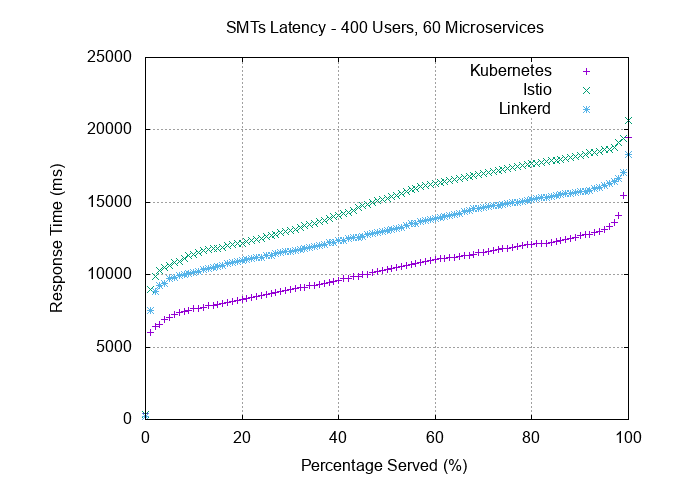 SMTs Latency - 400 Users, 60 Microservices
25000
20000
15000
10000
5000
0
Response Time (ms)
Kubernetes
Istio
Linkerd
0 20 40 60 80 100
Percentage Served (%)